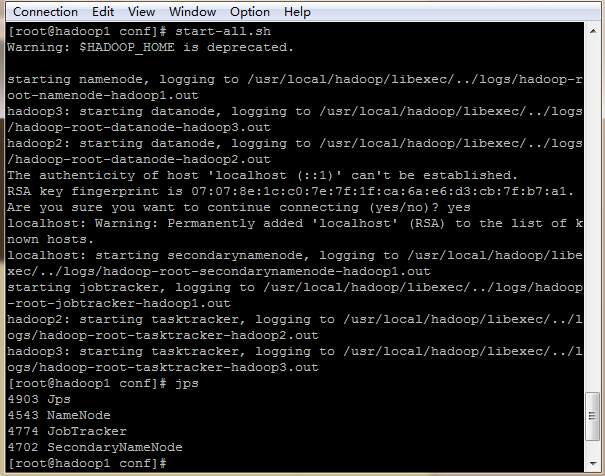 Connection Edit View Window Option Help
[root@hadoop1 conf]# start-all.sh
Warning: $HADOOP_HOME is deprecated.
starting namenode, logging to /usr/local/hadoop/libexec/../logs/hadoop-r
oot-namenode-hadoop1.out
hadoop3: starting datanode, logging to /usr/local/hadoop/libexec/../logs
/hadoop-root-datanode-hadoop3.out
hadoop2: starting datanode, logging to /usr/local/hadoop/libexec/../logs
/hadoop-root-datanode-hadoop2.out
The authenticity of host 'localhost (::1)' can't be established.
RSA key fingerprint is 07:07:8e:1c:c0:7e:7f:1f:ca:6a:e6:d3:cb:7f:b7:a1.
Are you sure you want to continue connecting (yes/no)? yes
localhost: Warning: Permanently added 'localhost' (RSA) to the list of k
nown hosts.
localhost: starting secondarynamenode, logging to /usr/local/hadoop/libe
xec/../logs/hadoop-root-secondarynamenode-hadoop1.out
starting jobtracker, logging to /usr/local/hadoop/libexec/../logs/hadoop
-root-jobtracker-hadoop1.out
hadoop2: starting tasktracker, logging to /usr/local/hadoop/libexec/../l
ogs/hadoop-root-tasktracker-hadoop2.out
hadoop3: starting tasktracker, logging to /usr/local/hadoop/libexec/../l
ogs/hadoop-root-tasktracker-hadoop3.out
[root@hadoop1 conf]# jps
4903 Jps
4543 NameNode
4774 JobTracker
4702 SecondaryNameNode
[root@hadoop1 conf]#